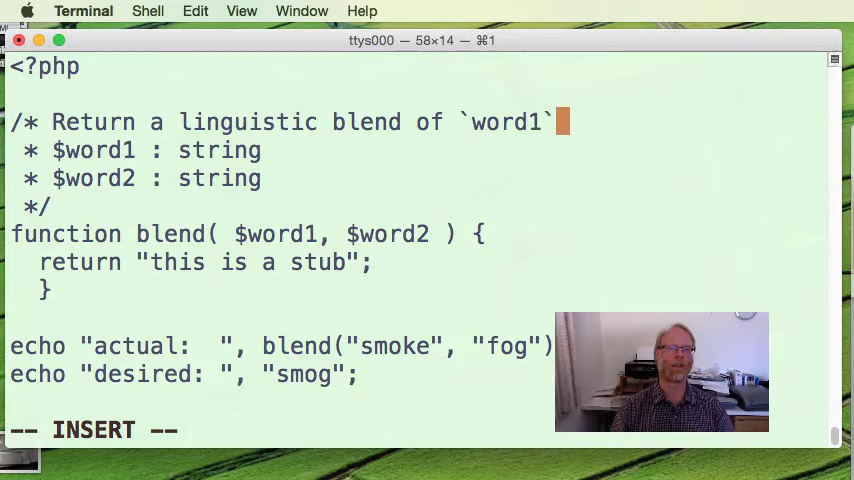 Terminal Shell Edit View Window Help
ttys000 — 58×14 — ⌘1
<?php
/* Return a linguistic blend of `word1`
 * $word1 : string
 * $word2 : string
 */
function blend( $word1, $word2 ) {
  return "this is a stub";
  }
echo "actual:  ", blend("smoke", "fog")
echo "desired: ", "smog";
-- INSERT --